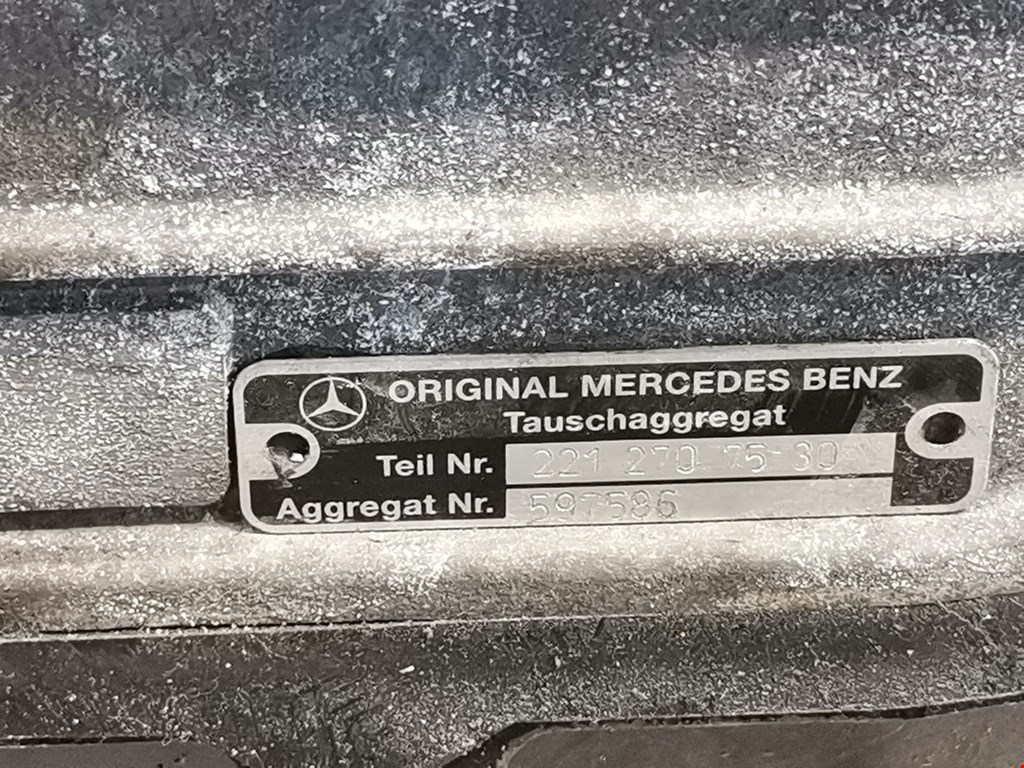 ORIGINAL MERCEDES BENZ
Tauschaggregat
Teil Nr. 221 270 75 30
Aggregat Nr. 597586